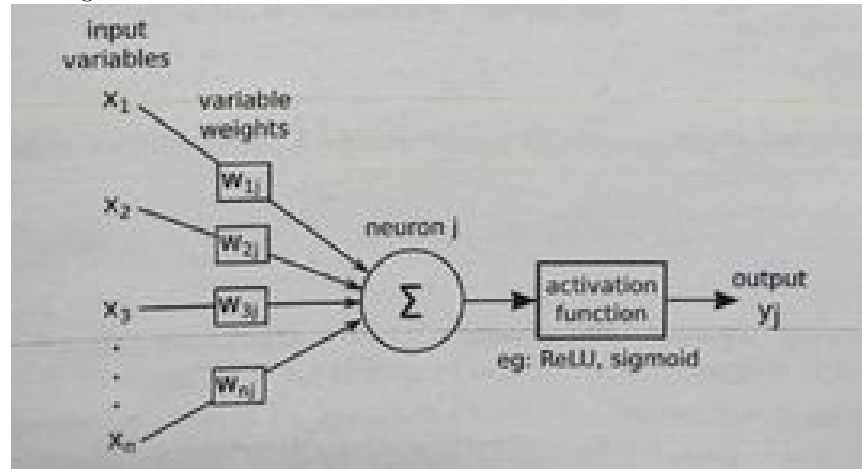 input
variables
x1
variable
weights
w1j
x2
w2j
neuron j
x3
w3j
Σ
activation
function
output
yj
eg: ReLU, sigmoid
.
.
.
wnj
xn